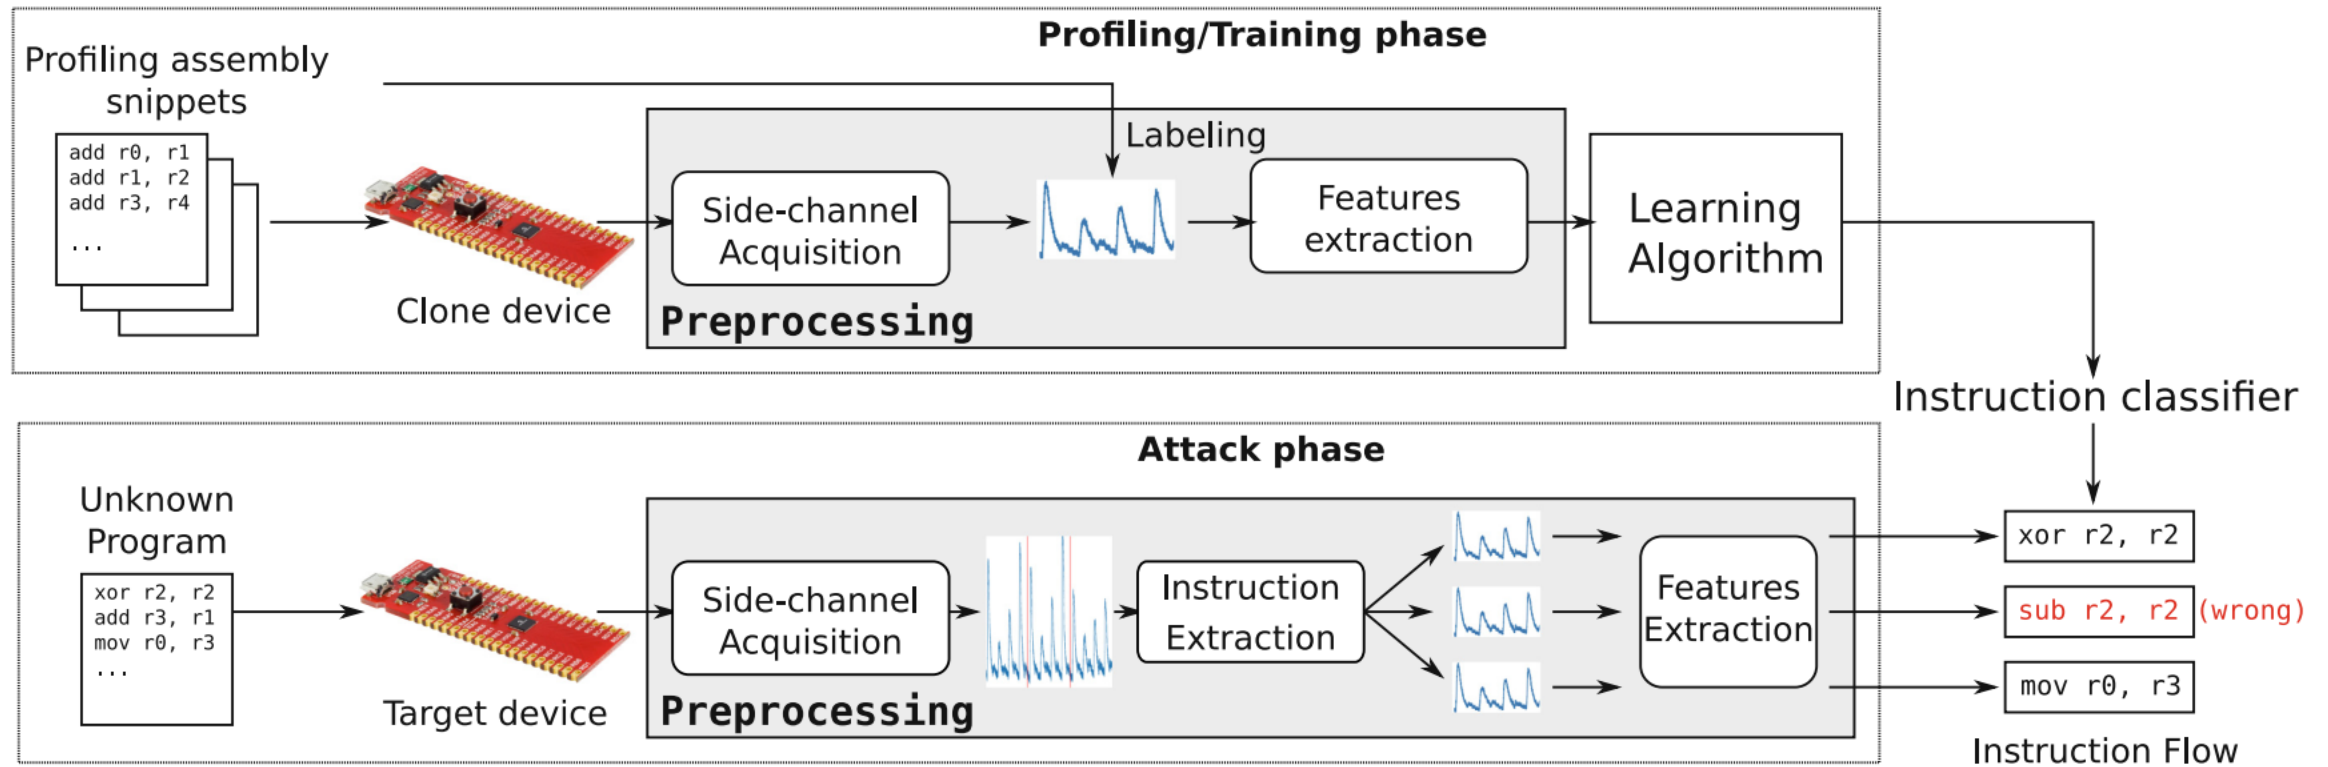 Profiling/Training phase
Profiling assembly
snippets
add r0, r1
add r1, r2
add r3, r4
...
Clone device
Side-channel
Acquisition
Labeling
Features
extraction
Preprocessing
Learning
Algorithm
Instruction classifier
Attack phase
Unknown
Program
xor r2, r2
add r3, r1
mov r0, r3
...
Target device
Side-channel
Acquisition
Instruction
Extraction
Features
Extraction
Preprocessing
xor r2, r2
sub r2, r2 (wrong)
mov r0, r3
Instruction Flow